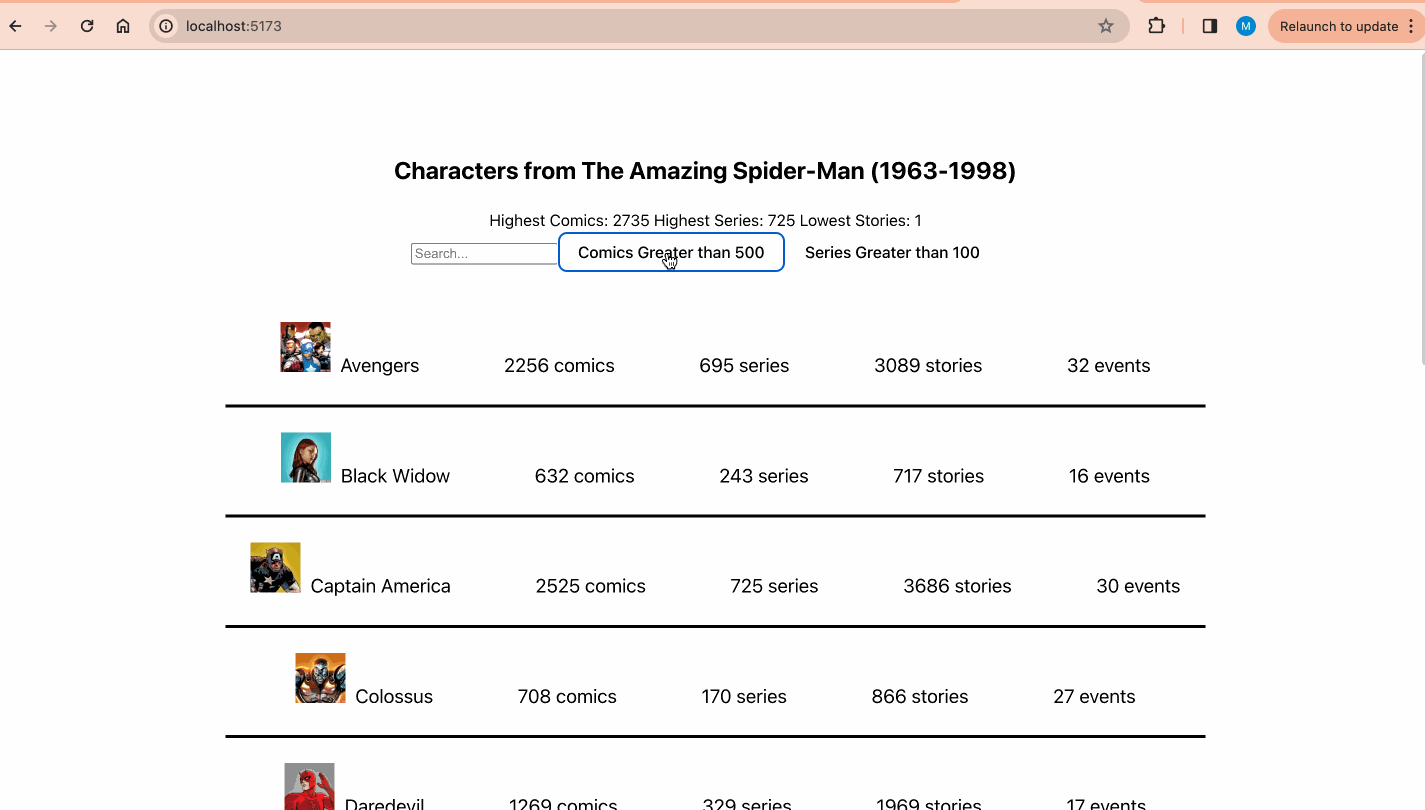 localhost:5173
M
Relaunch to update
Characters from The Amazing Spider-Man (1963-1998)
Highest Comics: 2735 Highest Series: 725 Lowest Stories: 1
Search... Comics Greater than 500 Series Greater than 100
Avengers 2256 comics 695 series 3089 stories 32 events
Black Widow 632 comics 243 series 717 stories 16 events
Captain America 2525 comics 725 series 3686 stories 30 events
Colossus 708 comics 170 series 866 stories 27 events
Daredevil 1269 comics 329 series 1969 stories 17 events